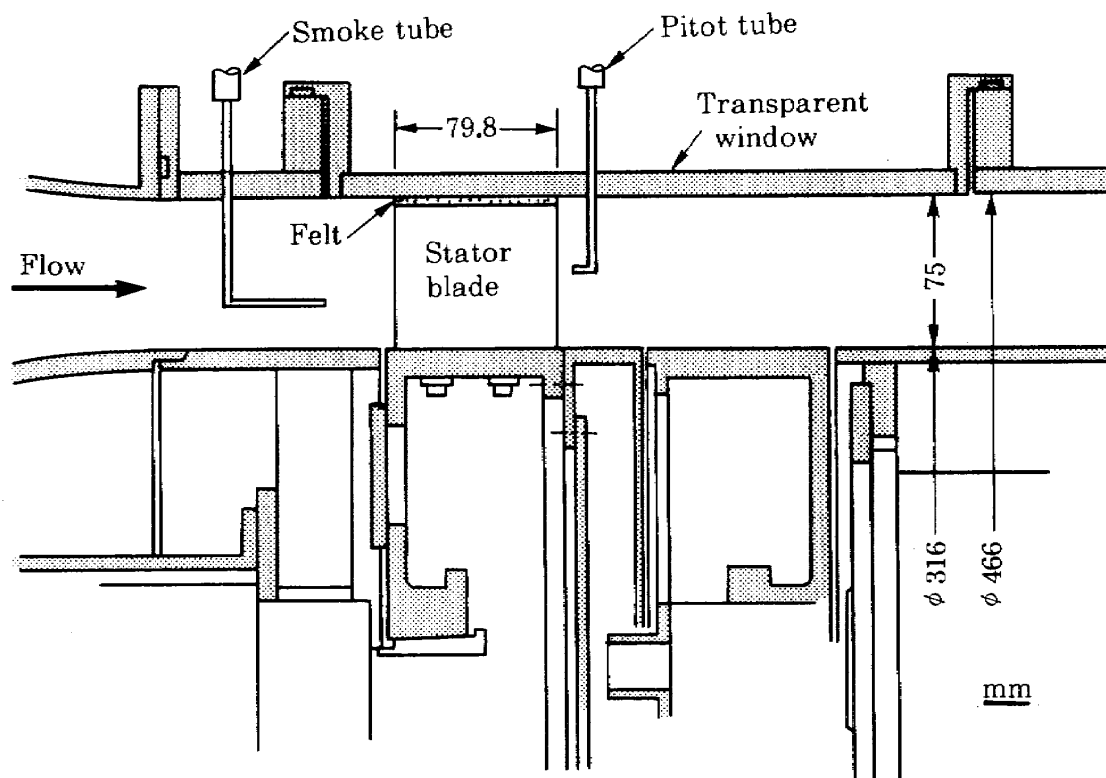 Smoke tube
Pitot tube
79.8
Transparent
window
Felt
Stator
blade
Flow
75
φ 316
φ 466
mm